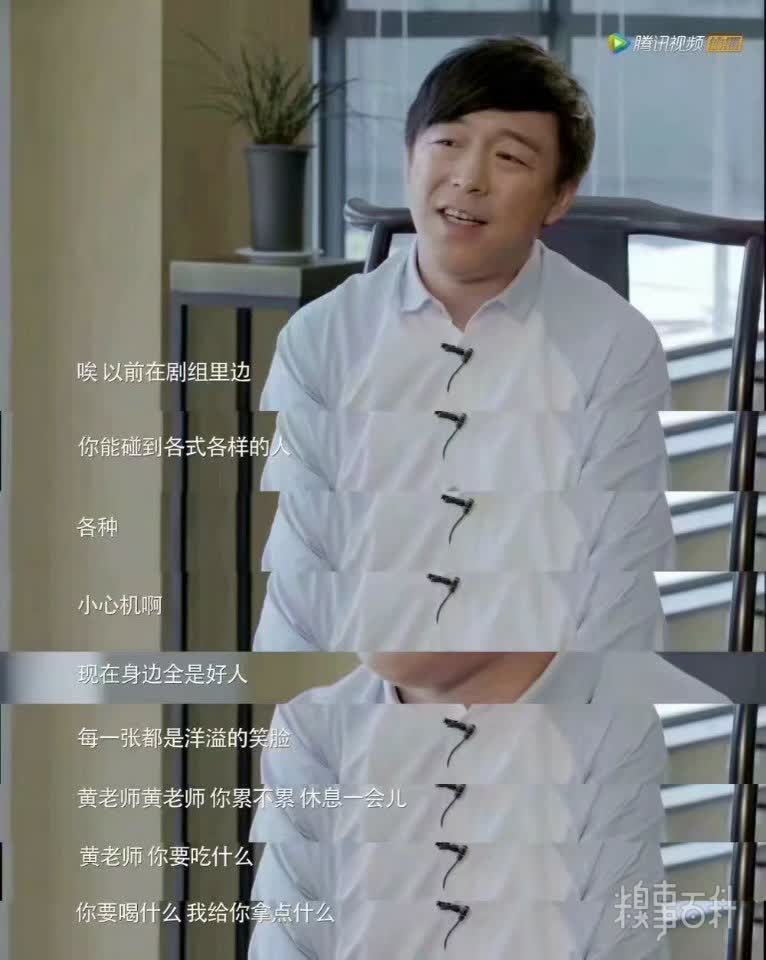 腾讯视频
唉 以前在剧组里边
你能碰到各式各样的人
各种
小心机啊
现在身边全是好人
每一张都是洋溢的笑脸
黄老师黄老师 你累不累 休息一会儿
黄老师 你要吃什么
你要喝什么 我给你拿点什么
糗事百科